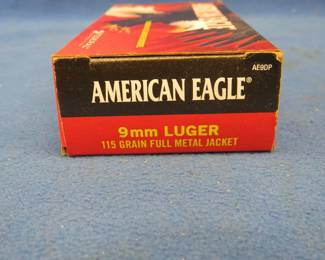 AE9DP
AMERICAN EAGLE®
9mm LUGER
115 GRAIN FULL METAL JACKET